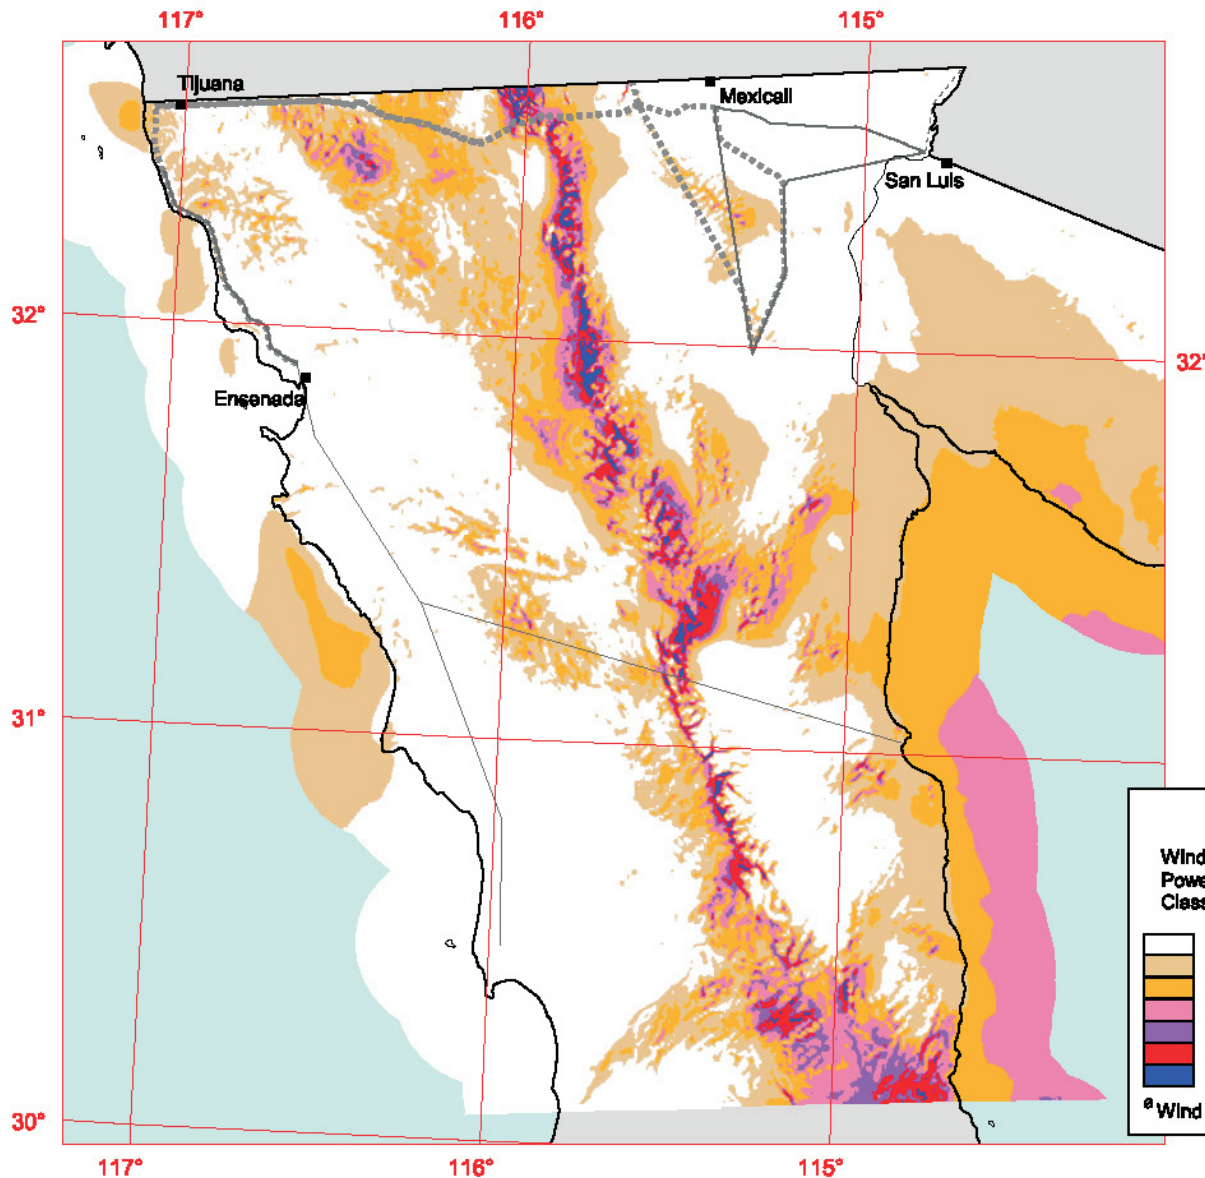 117° 116° 115°
Tijuana
Mexicali
San Luis
32°
32°
Ensenada
31°
Wind
Powe
Class
30°
a Wind
117° 116° 115°